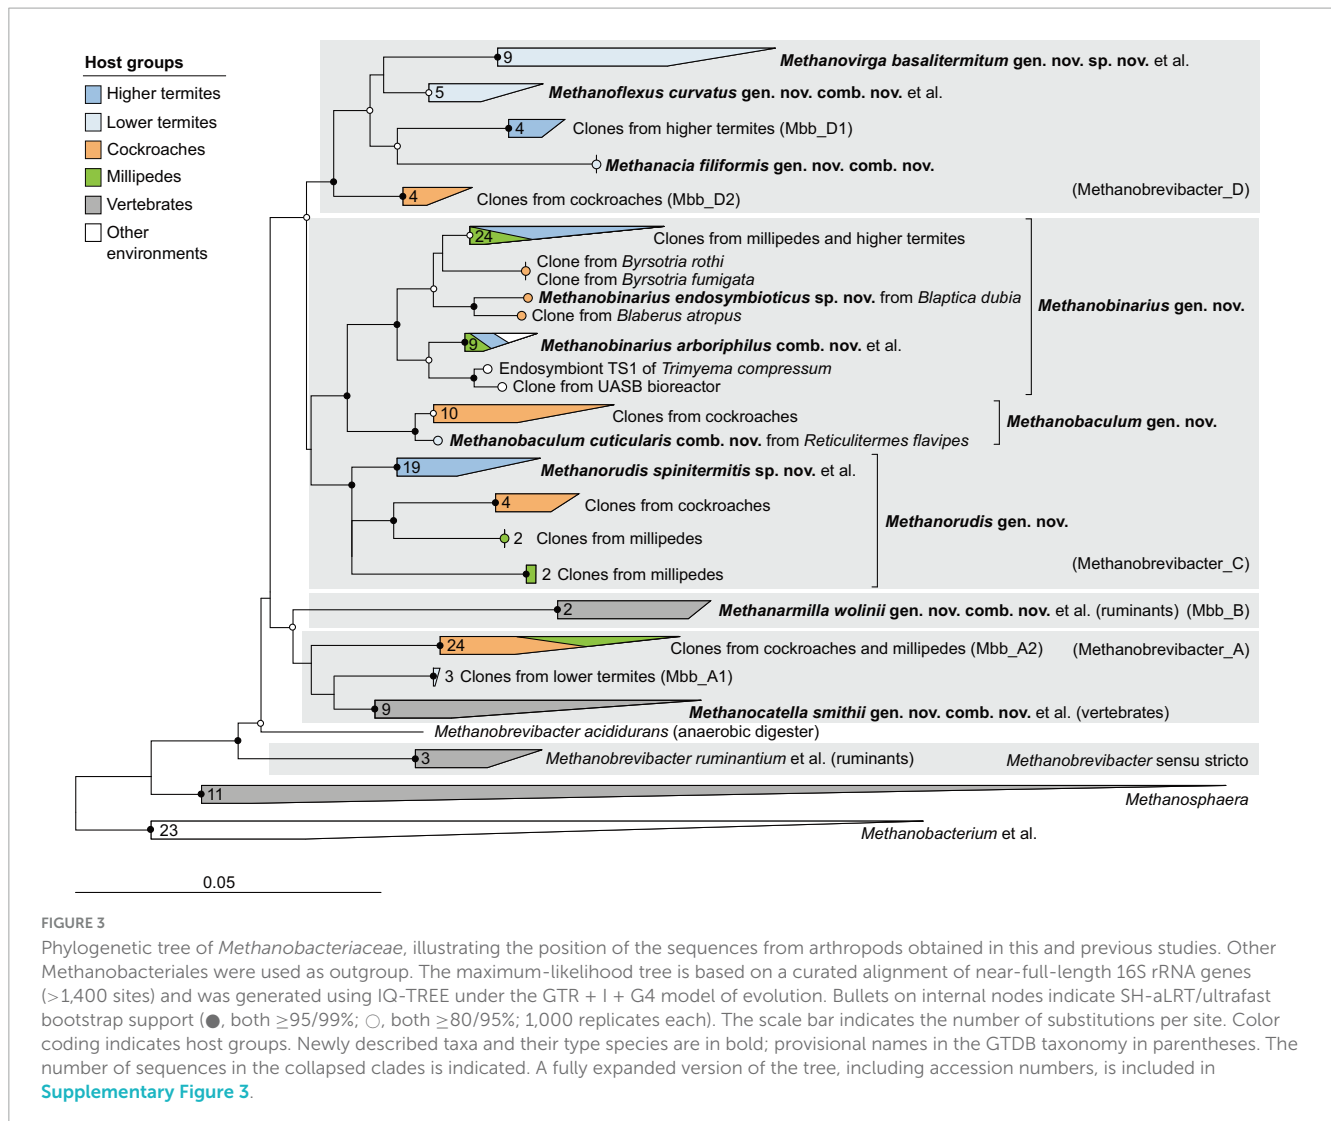 Host groups
Higher termites
Lower termites
Cockroaches
Millipedes
Vertebrates
Other
environments
9
Methanovirga basalitermitum gen. nov. sp. nov. et al.
5
Methanoflexus curvatus gen. nov. comb. nov. et al.
4
Clones from higher termites (Mbb_D1)
Methanacia filiformis gen. nov. comb. nov.
(Methanobrevibacter_D)
4
Clones from cockroaches (Mbb_D2)
24
Clones from millipedes and higher termites
Clone from Byrsotria rothi
Clone from Byrsotria fumigata
Methanobinarius endosymbioticus sp. nov. from Blaptica dubia
Clone from Blaberus atropus
Methanobinarius gen. nov.
9
Methanobinarius arboriphilus comb. nov. et al.
Endosymbiont TS1 of Trimyema compressum
Clone from UASB bioreactor
10
Clones from cockroaches
Methanobaculum gen. nov.
Methanobaculum cuticularis comb. nov. from Reticulitermes flavipes
19
Methanorudis spinitermitis sp. nov. et al.
4
Clones from cockroaches
Methanorudis gen. nov.
2 Clones from millipedes
(Methanobrevibacter_C)
2 Clones from millipedes
2
Methanarmilla wolinii gen. nov. comb. nov. et al. (ruminants) (Mbb_B)
24
Clones from cockroaches and millipedes (Mbb_A2)
(Methanobrevibacter_A)
3 Clones from lower termites (Mbb_A1)
9
Methanocatella smithii gen. nov. comb. nov. et al. (vertebrates)
Methanobrevibacter acididurans (anaerobic digester)
3
Methanobrevibacter ruminantium et al. (ruminants)
Methanobrevibacter sensu stricto
11
Methanosphaera
23
Methanobacterium et al.
0.05
FIGURE 3
Phylogenetic tree of Methanobacteriaceae, illustrating the position of the sequences from arthropods obtained in this and previous studies. Other
Methanobacteriales were used as outgroup. The maximum-likelihood tree is based on a curated alignment of near-full-length 16S rRNA genes
(>1,400 sites) and was generated using IQ-TREE under the GTR + I + G4 model of evolution. Bullets on internal nodes indicate SH-aLRT/ultrafast
bootstrap support (●, both ≥95/99%; ○, both ≥80/95%; 1,000 replicates each). The scale bar indicates the number of substitutions per site. Color
coding indicates host groups. Newly described taxa and their type species are in bold; provisional names in the GTDB taxonomy in parentheses. The
number of sequences in the collapsed clades is indicated. A fully expanded version of the tree, including accession numbers, is included in
Supplementary Figure 3.